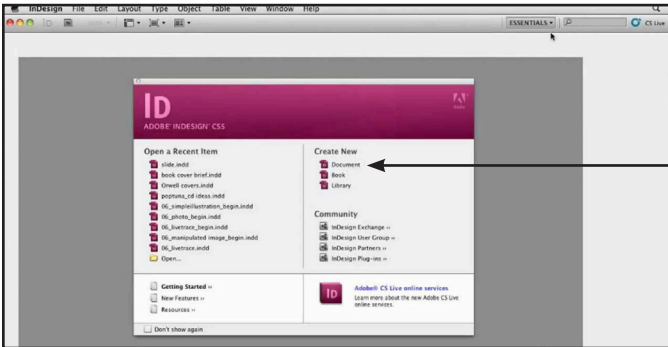 InDesign File Edit Layout Type Object Table View Window Help
ESSENTIALS CS Live
ID
ADOBE® INDESIGN® CS5
Adobe
Open a Recent Item
slide.indd
book cover brief.indd
Orwell covers.indd
poptuna_cd ideas.indd
06_simpleillustration_begin.indd
06_photo_begin.indd
06_livetrace_begin.indd
06_manipulated image_begin.indd
06_livetrace.indd
Open...
Create New
Document
Book
Library
Community
InDesign Exchange »
InDesign User Group »
InDesign Partners »
InDesign Plug-ins »
Getting Started »
New Features »
Resources »
ID
Adobe® CS Live online services
Learn more about the new Adobe CS Live
online services.
Don't show again